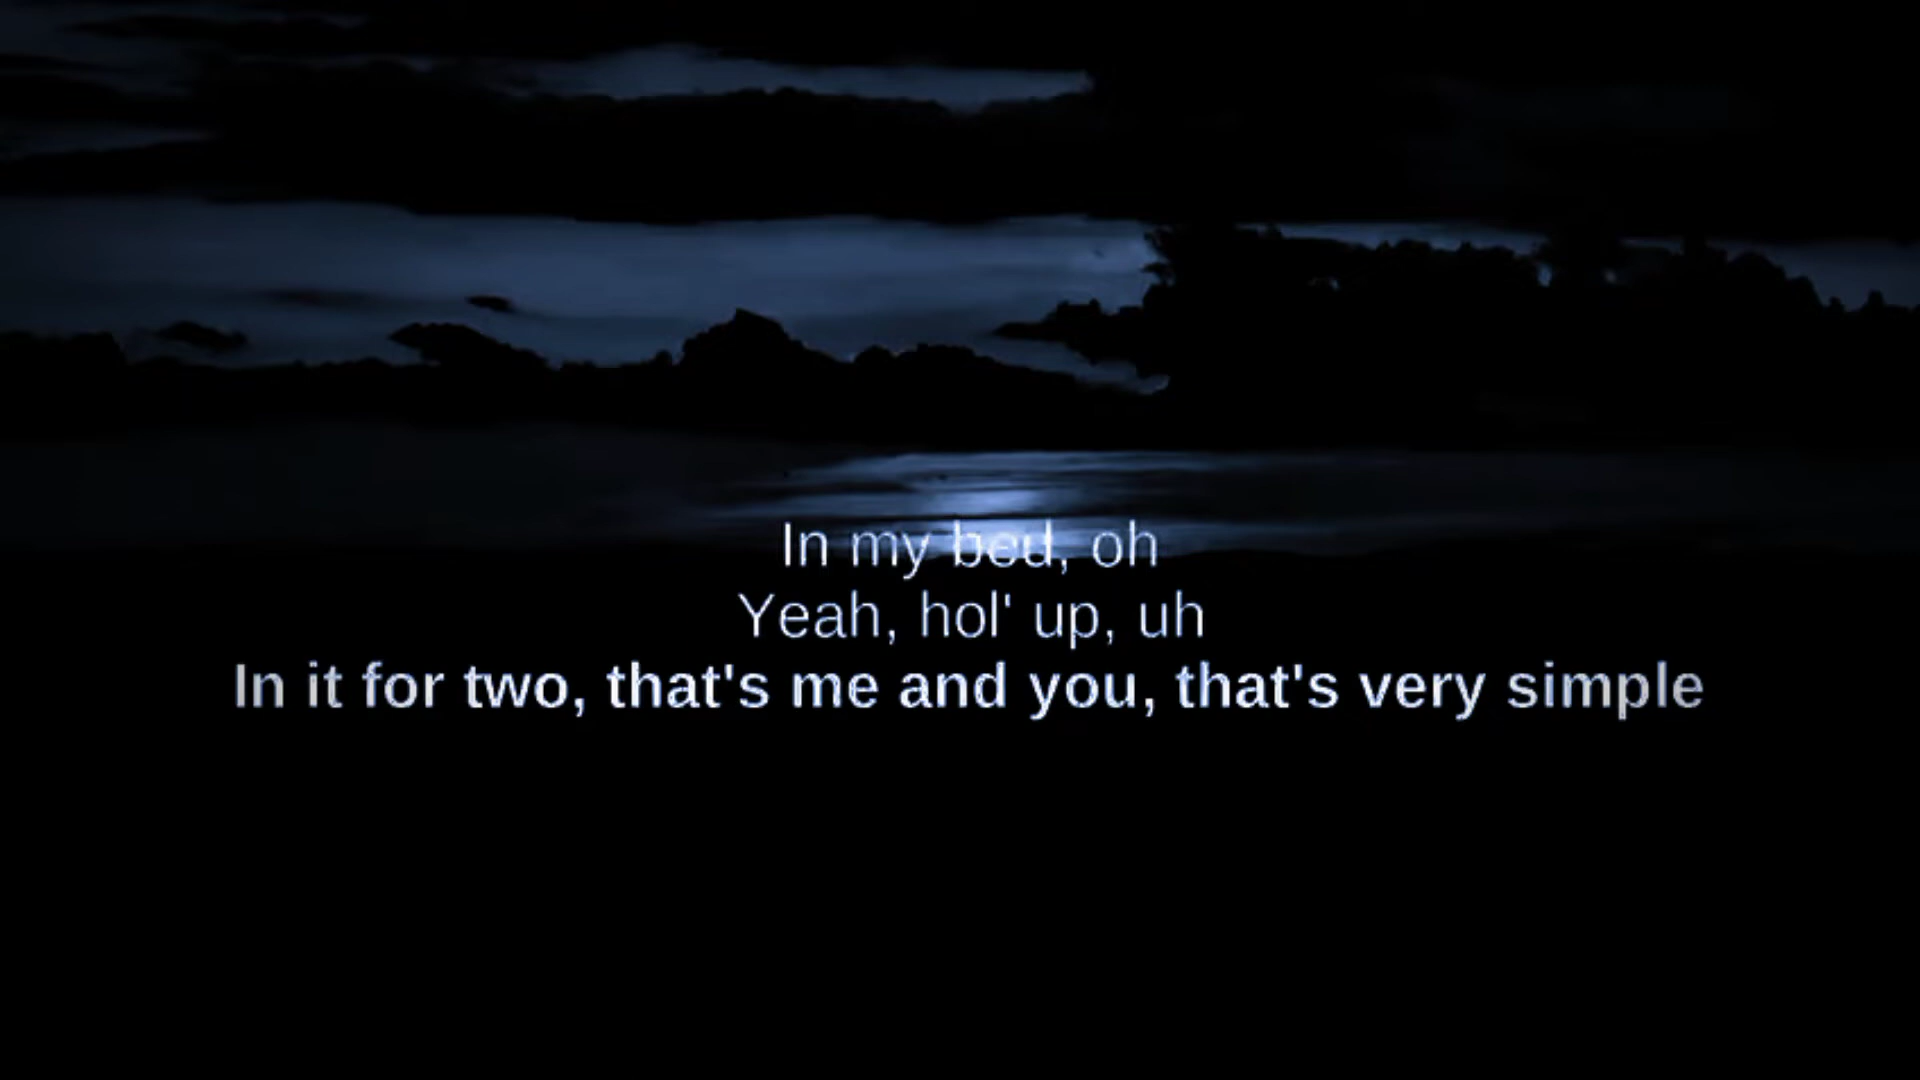 In my bed, oh
Yeah, hol' up, uh
In it for two, that's me and you, that's very simple